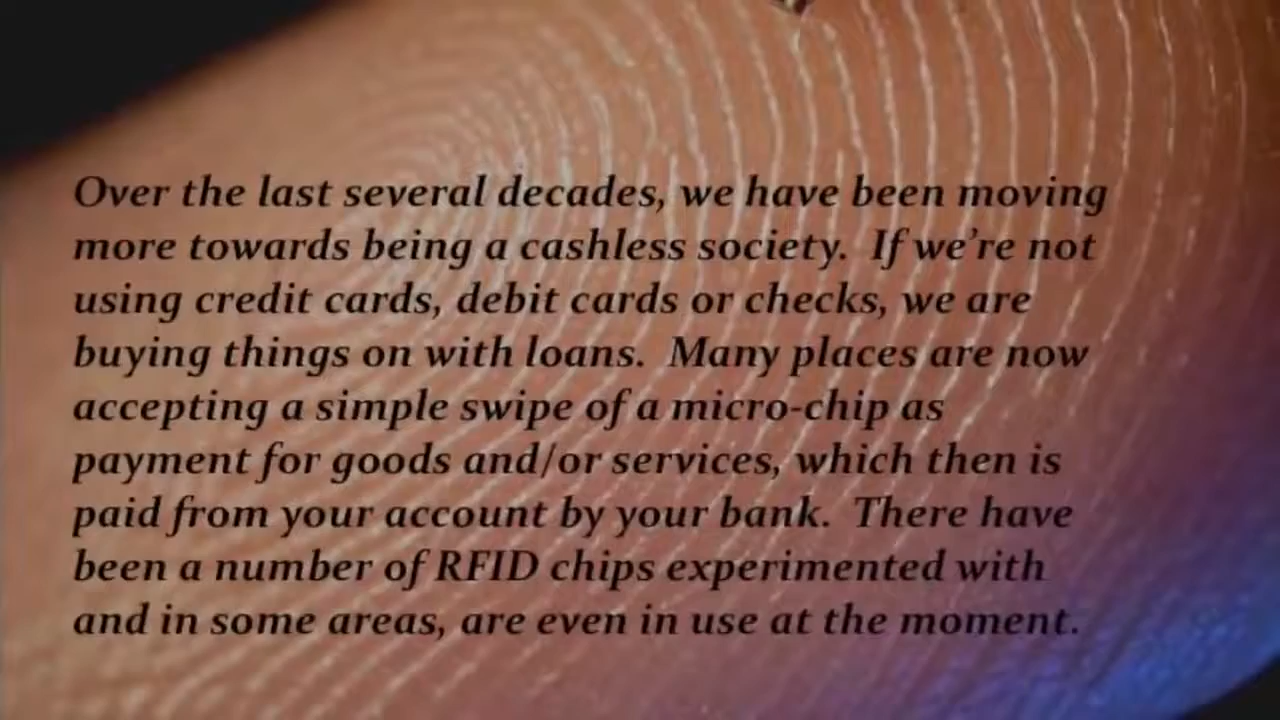 Over the last several decades, we have been moving
more towards being a cashless society.  If we're not
using credit cards, debit cards or checks, we are
buying things on with loans.  Many places are now
accepting a simple swipe of a micro-chip as
payment for goods and/or services, which then is
paid from your account by your bank.  There have
been a number of RFID chips experimented with
and in some areas, are even in use at the moment.